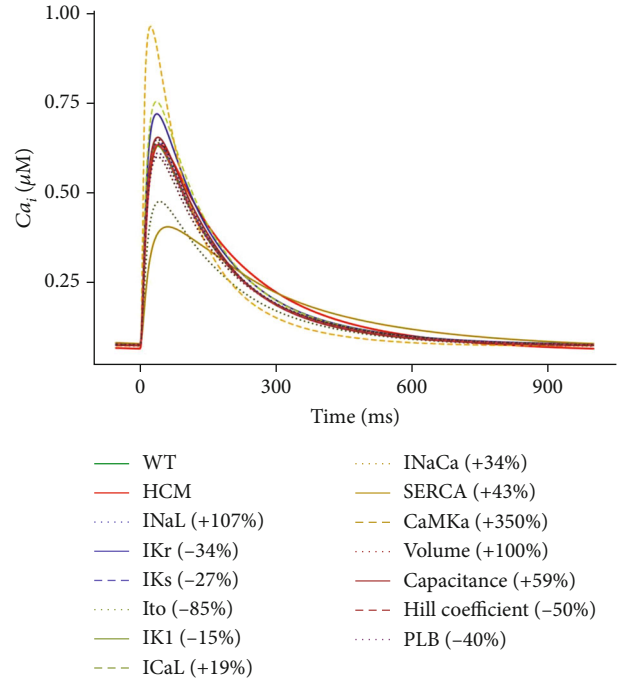 1.00
0.75
0.50
0.25
Ca_i (μM)
0
300
600
900
Time (ms)
WT
HCM
INaL (+107%)
IKr (–34%)
IKs (–27%)
Ito (–85%)
IK1 (–15%)
ICaL (+19%)
INaCa (+34%)
SERCA (+43%)
CaMKa (+350%)
Volume (+100%)
Capacitance (+59%)
Hill coefficient (–50%)
PLB (–40%)